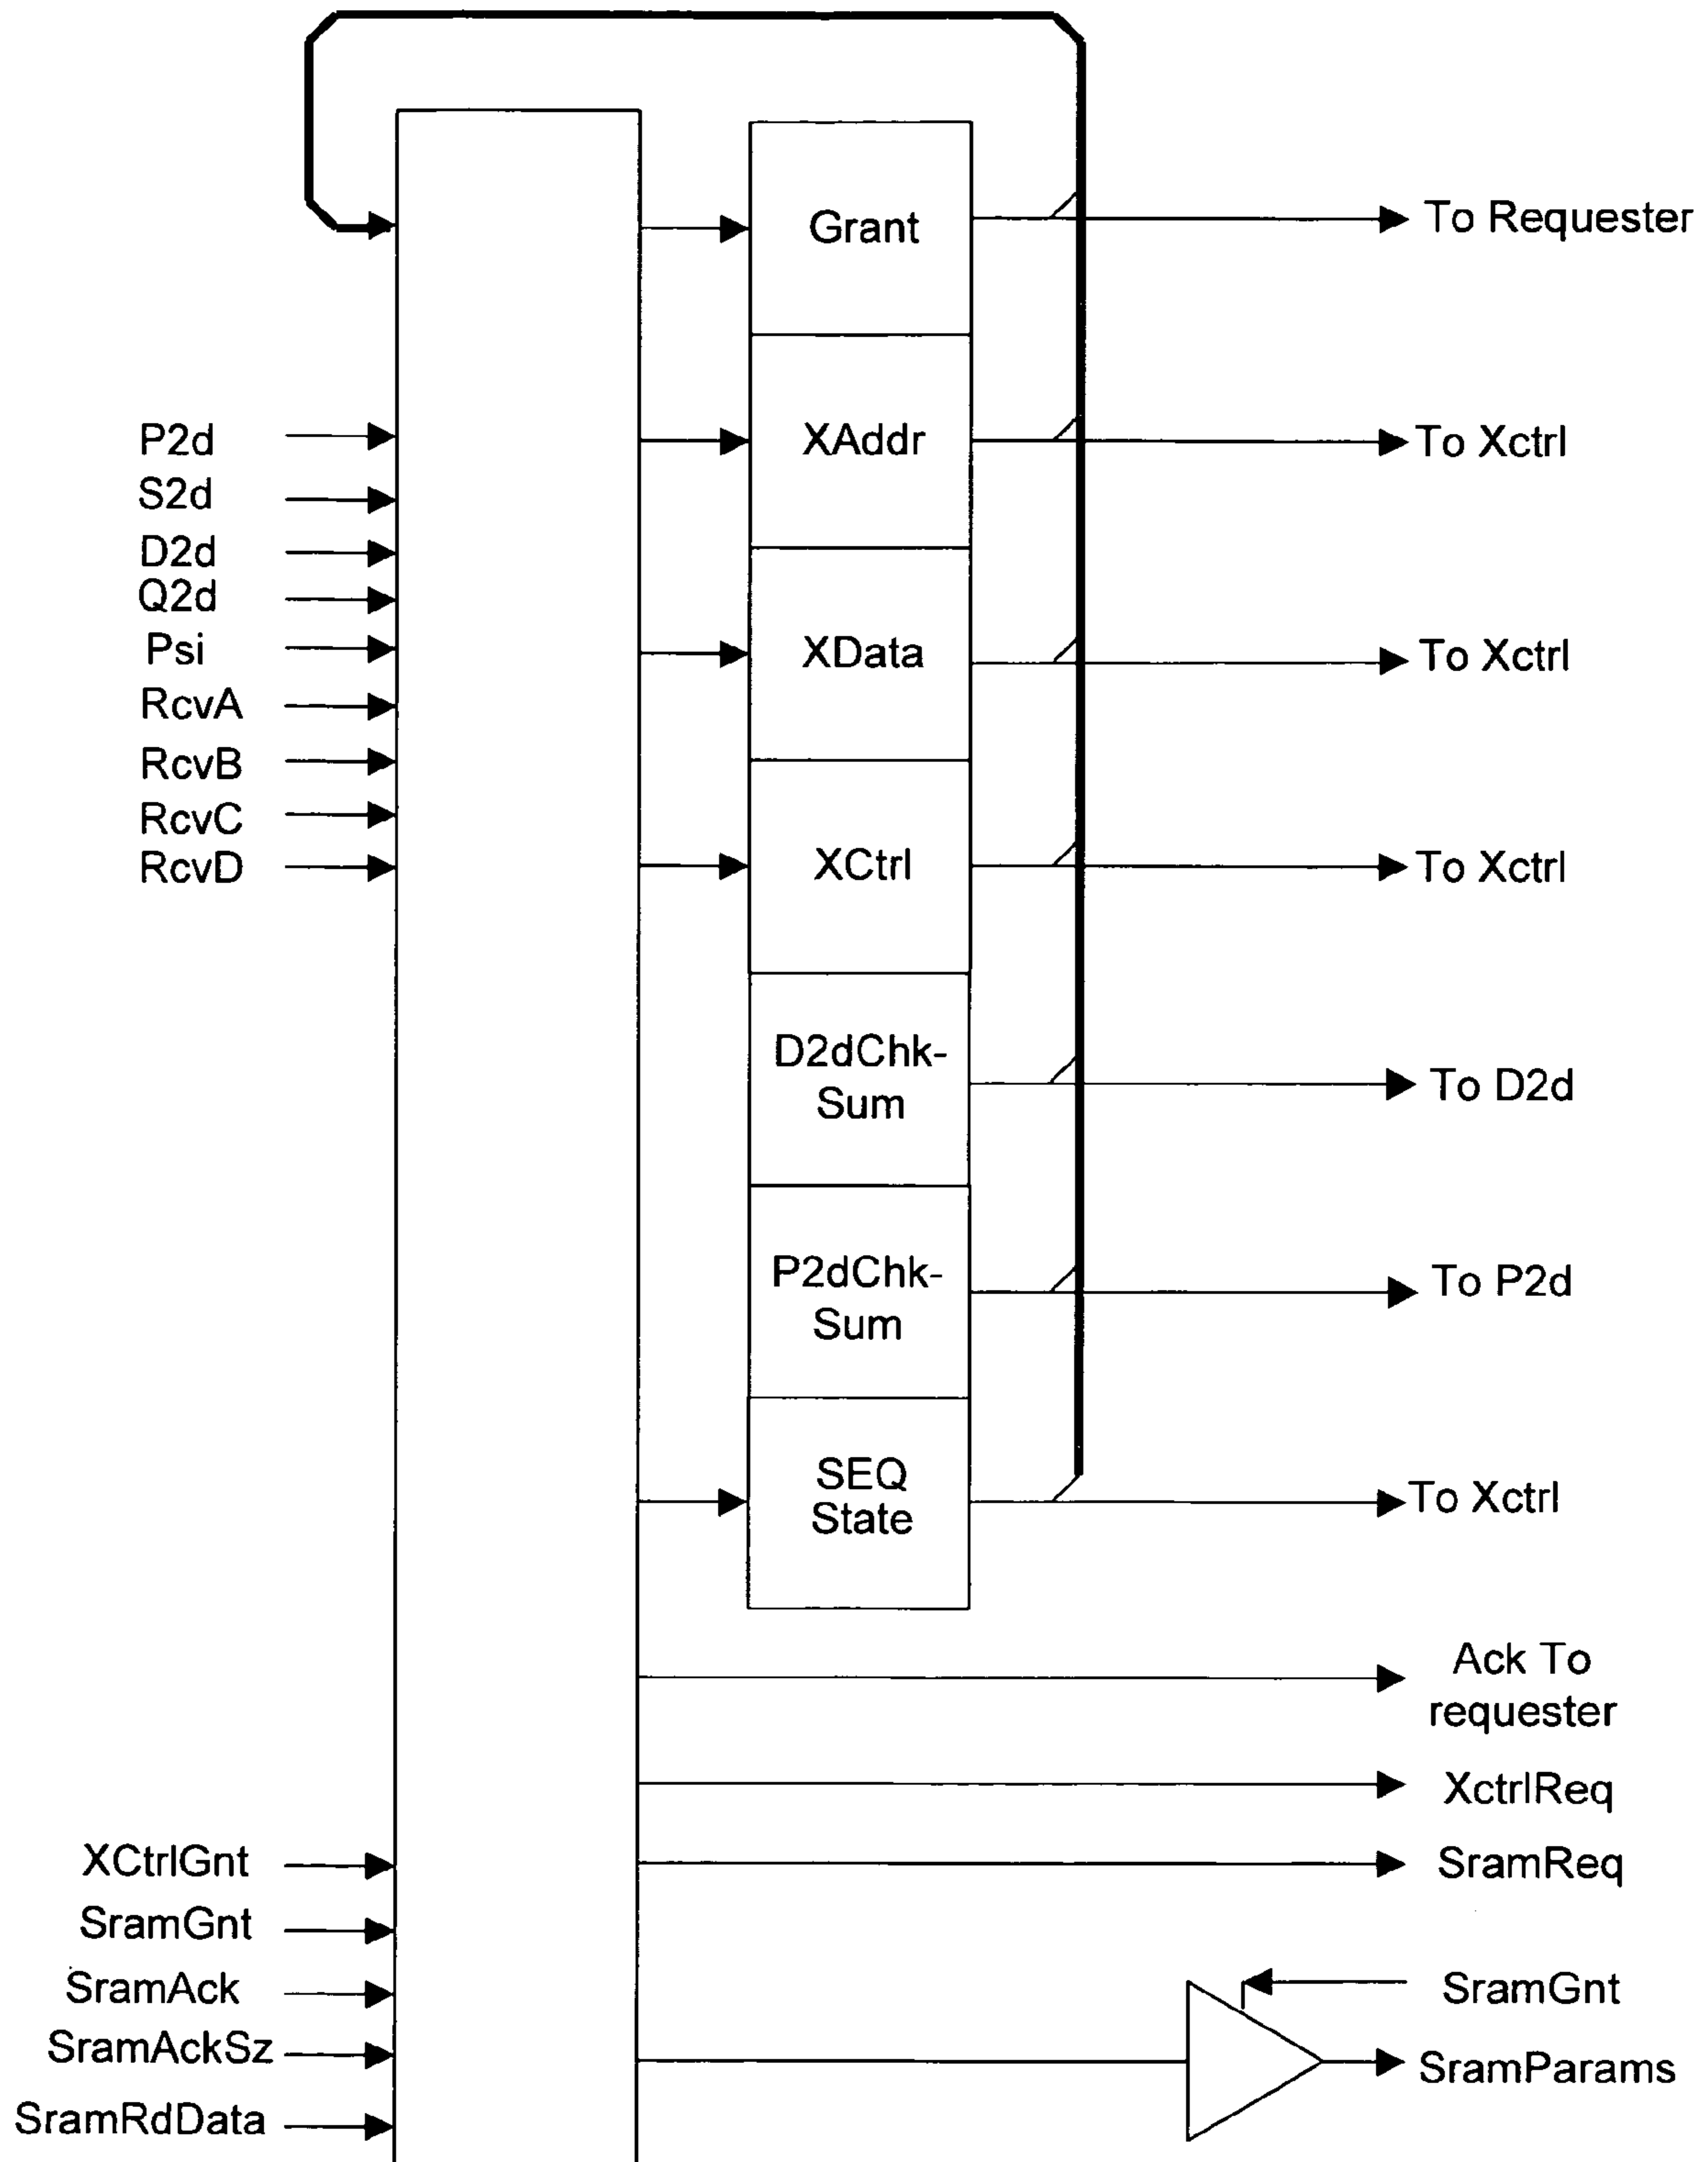 Grant
To Requester
P2d
XAddr
To Xctrl
S2d
D2d
Q2d
Psi
XData
To Xctrl
RcvA
RcvB
RcvC
RcvD
XCtrl
To Xctrl
D2dChk-
Sum
To D2d
P2dChk-
Sum
To P2d
SEQ
State
To Xctrl
Ack To
requester
XctrlReq
XCtrlGnt
SramReq
SramGnt
SramAck
SramGnt
SramAckSz
SramParams
SramRdData